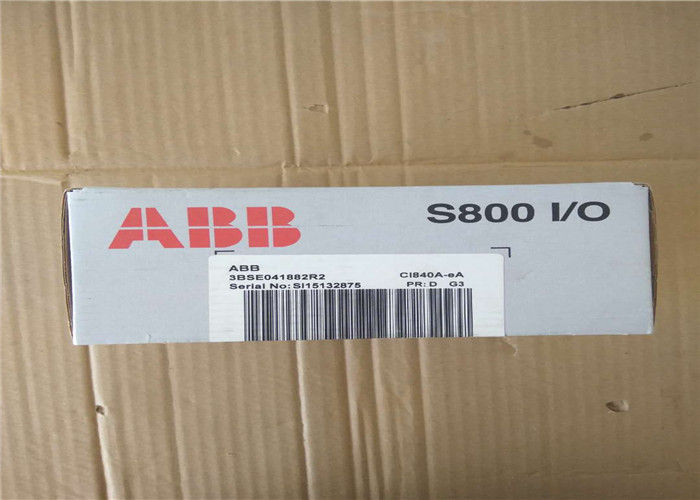 ABB
S800 I/O
ABB
3BSE041882R2 CI840A-eA
Serial No: SI15132875 PR: D G3